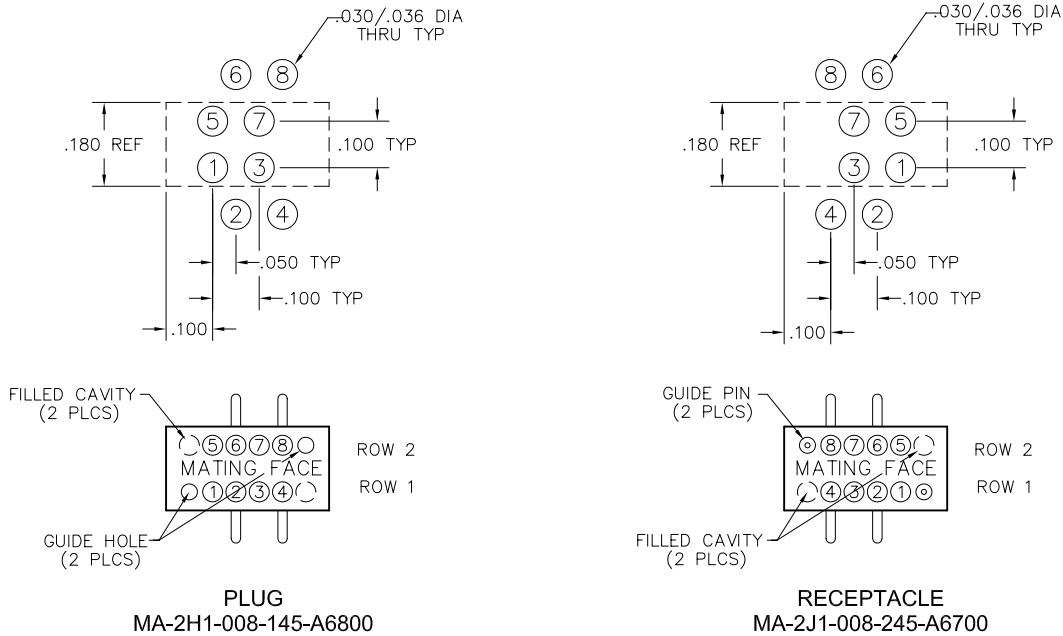 .030/.036 DIA
THRU TYP
6 8
5 7
.180 REF
.100 TYP
1 3
2 4
.050 TYP
.100 TYP
.100
FILLED CAVITY
(2 PLCS)
5 6 7 8
ROW 2
MATING FACE
1 2 3 4
ROW 1
GUIDE HOLE
(2 PLCS)
PLUG
MA-2H1-008-145-A6800
.030/.036 DIA
THRU TYP
8 6
7 5
.180 REF
.100 TYP
3 1
4 2
.050 TYP
.100 TYP
.100
GUIDE PIN
(2 PLCS)
8 7 6 5
ROW 2
MATING FACE
4 3 2 1
ROW 1
FILLED CAVITY
(2 PLCS)
RECEPTACLE
MA-2J1-008-245-A6700